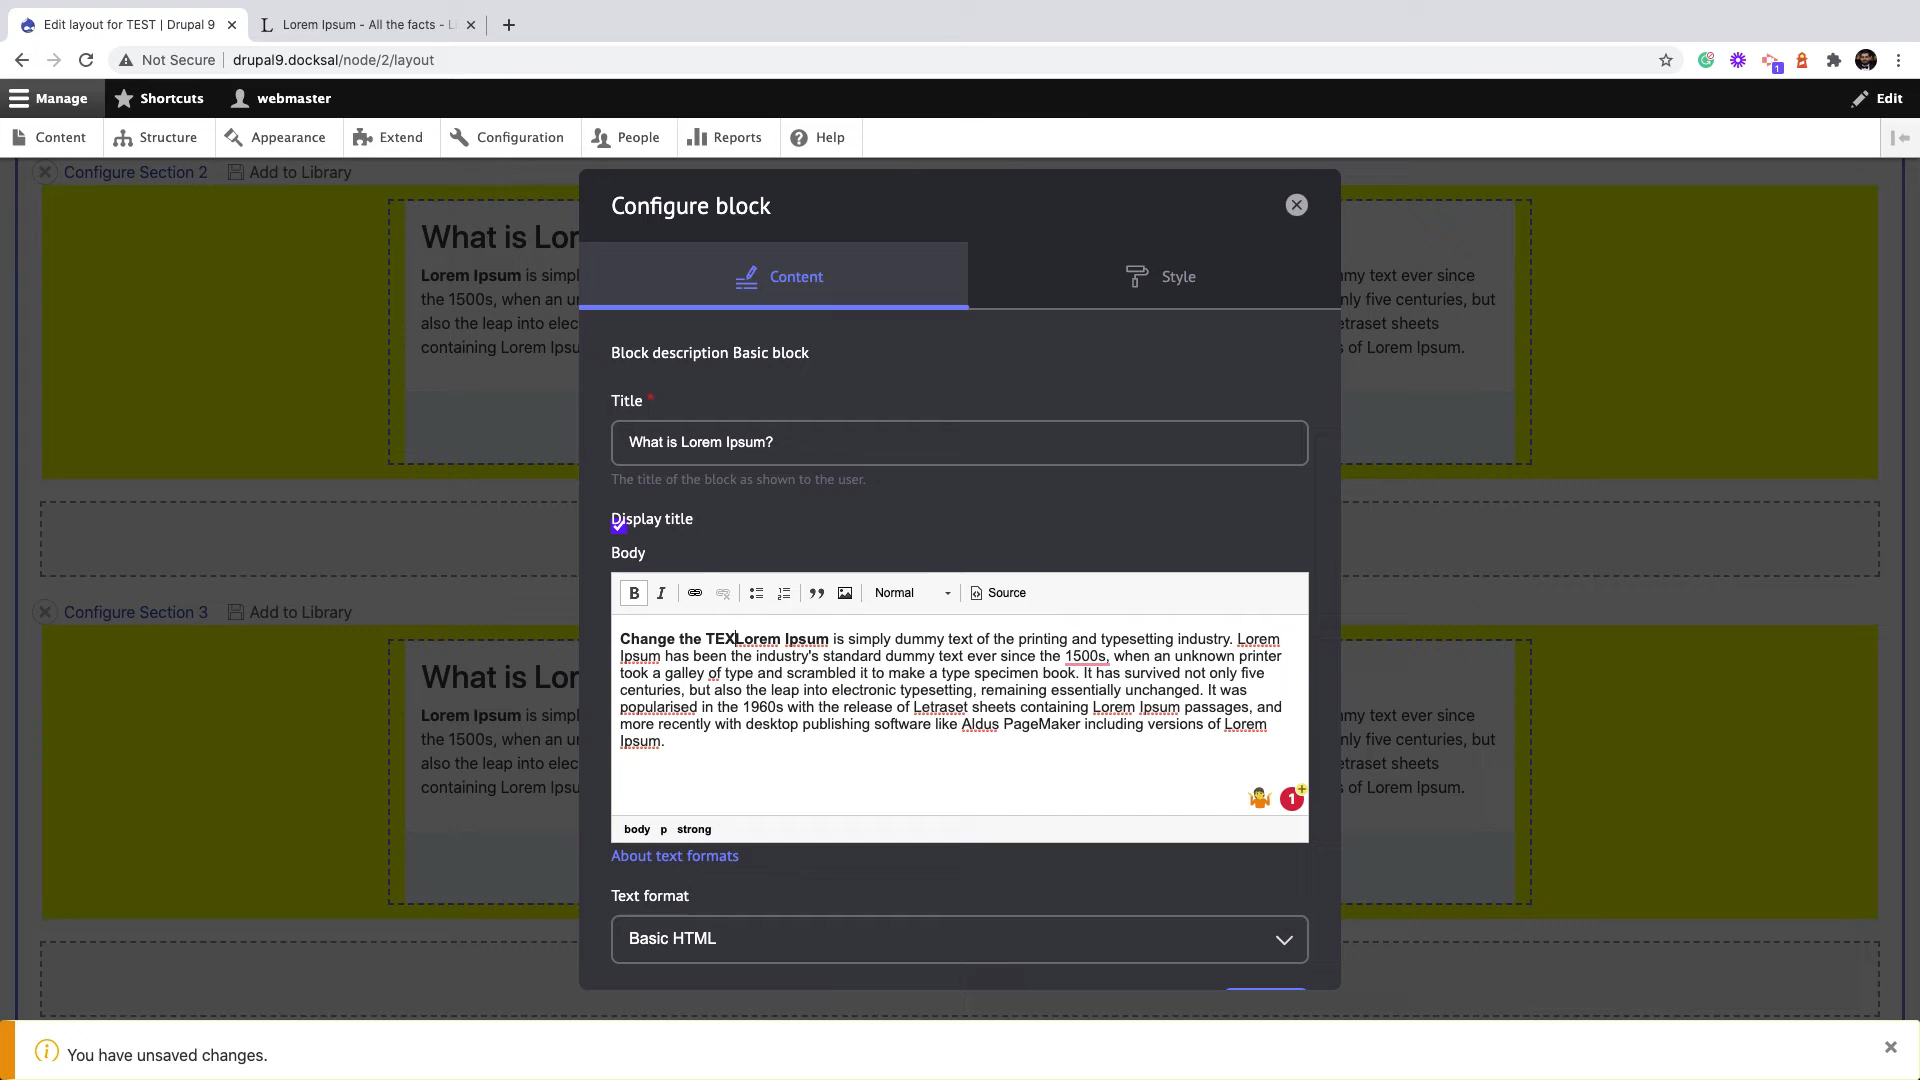 Edit layout for TEST | Drupal 9
Lorem Ipsum - All the facts - Li
Not Secure
drupal9.docksal/node/2/layout
1
Manage
Shortcuts
webmaster
Edit
Content
Structure
Appearance
Extend
Configuration
People
Reports
Help
Configure Section 2
Add to Library
What is Lor
Lorem Ipsum is simpl
the 1500s, when an un
also the leap into elec
containing Lorem Ipsu
my text ever since
nly five centuries, but
etraset sheets
s of Lorem Ipsum.
Configure block
Content
Style
Block description Basic block
Title *
What is Lorem Ipsum?
The title of the block as shown to the user.
Display title
Body
B I
Normal
Source
Change the TEXLorem Ipsum is simply dummy text of the printing and typesetting industry. Lorem
Ipsum has been the industry's standard dummy text ever since the 1500s, when an unknown printer
took a galley of type and scrambled it to make a type specimen book. It has survived not only five
centuries, but also the leap into electronic typesetting, remaining essentially unchanged. It was
popularised in the 1960s with the release of Letraset sheets containing Lorem Ipsum passages, and
more recently with desktop publishing software like Aldus PageMaker including versions of Lorem
Ipsum.
1
body p strong
About text formats
Text format
Basic HTML
Configure Section 3
Add to Library
What is Lor
Lorem Ipsum is simpl
the 1500s, when an un
also the leap into elec
containing Lorem Ipsu
my text ever since
nly five centuries, but
etraset sheets
s of Lorem Ipsum.
You have unsaved changes.